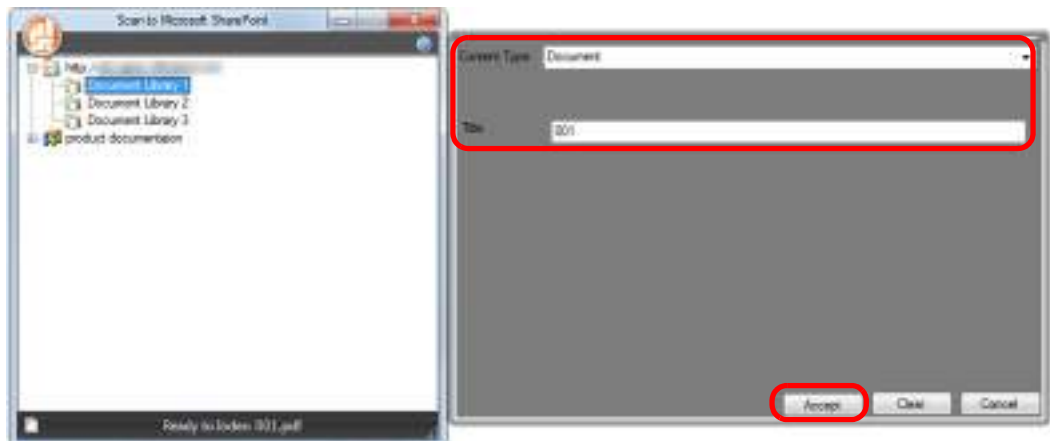 Scan to Microsoft SharePoint
http
Document Library 1
Document Library 2
Document Library 3
product documentation
Ready to Index: 001.pdf
Content Type Document
Title 001
Accept Clear Cancel